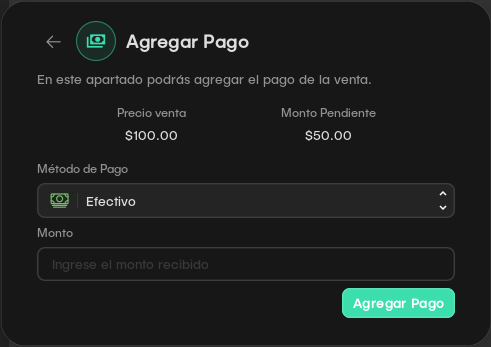 Agregar Pago
En este apartado podrás agregar el pago de la venta.
Precio venta Monto Pendiente
$100.00 $50.00
Método de Pago
Efectivo
Monto
Ingrese el monto recibido
Agregar Pago